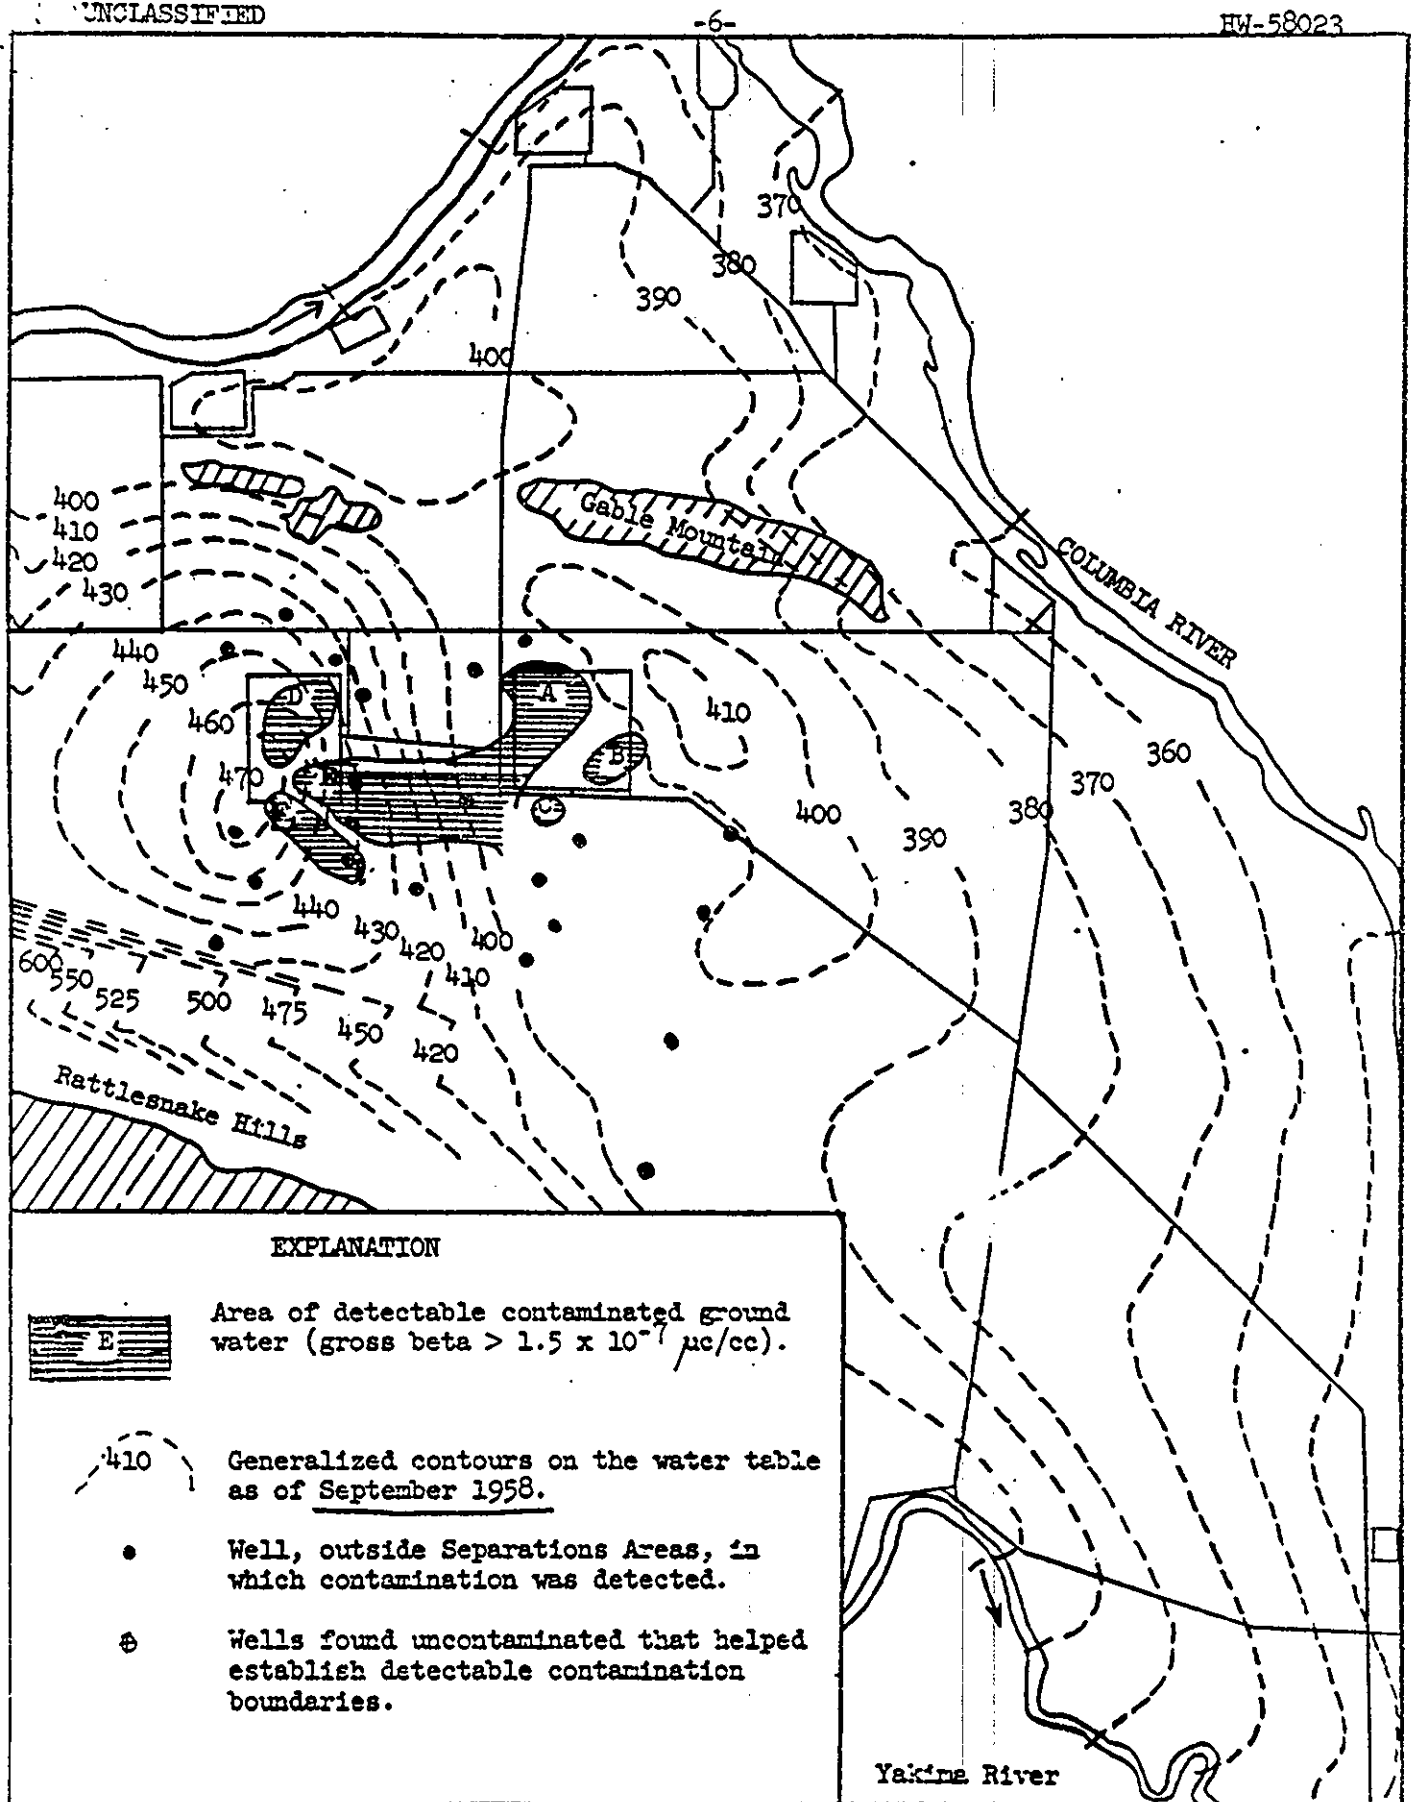 UNCLASSIFIED
-6-
HW-58023
370
380
390
400
Gable Mountain
COLUMBIA RIVER
400
410
420
430
440
450
460
470
A
B
C
D
E
410
400
390
380
370
360
440
430
420
400
410
600
550
525
500
475
450
420
Rattlesnake Hills
EXPLANATION
E
Area of detectable contaminated ground
water (gross beta > 1.5 x 10⁻⁷ µc/cc).
410
Generalized contours on the water table
as of September 1958.
Well, outside Separations Areas, in
which contamination was detected.
Wells found uncontaminated that helped
establish detectable contamination
boundaries.
Yakima River